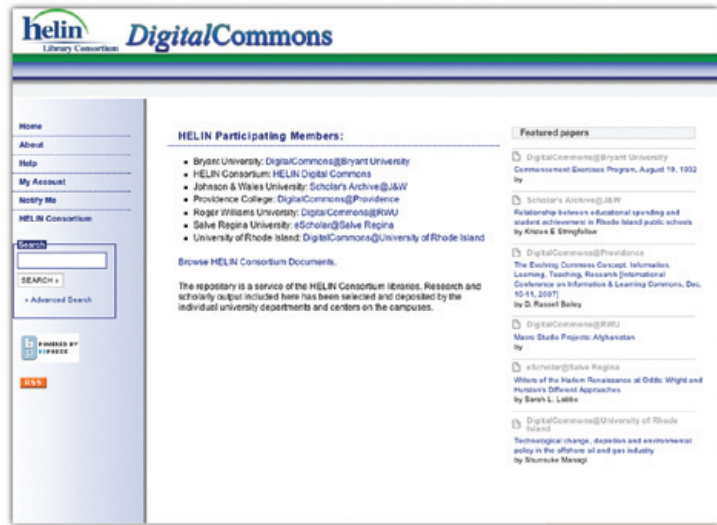 helin
Library Consortium
DigitalCommons
Home
About
Help
My Account
Notify Me
HELIN Consortium
Search
SEARCH »
» Advanced Search
POWERED BY
BEPRESS
RSS
HELIN Participating Members:
Bryant University: DigitalCommons@Bryant University
HELIN Consortium: HELIN Digital Commons
Johnson & Wales University: Scholar's Archive@J&W
Providence College: DigitalCommons@Providence
Roger Williams University: DigitalCommons@RWU
Salve Regina University: eScholar@Salve Regina
University of Rhode Island: DigitalCommons@University of Rhode Island
Browse HELIN Consortium Documents.
The repository is a service of the HELIN Consortium libraries. Research and
scholarly output included here has been selected and deposited by the
individual university departments and centers on the campuses.
Featured papers
DigitalCommons@Bryant University
Commencement Exercises Program, August 19, 1932
by
Scholar's Archive@J&W
Relationship between educational spending and
student achievement in Rhode Island public schools
by Kristen E Stringfellow
DigitalCommons@Providence
The Evolving Commons Concept: Information,
Learning, Teaching, Research [International
Conference on Information & Learning Commons, Dec.
10-11, 2007]
by D. Russell Bailey
DigitalCommons@RWU
Macro Studio Projects: Afghanistan
by
eScholar@Salve Regina
Writers of the Harlem Renaissance at Odds: Wright and
Hurston's Different Approaches
by Sarah L. Labbe
DigitalCommons@University of Rhode
Island
Technological change, depletion and environmental
policy in the offshore oil and gas industry
by Shunsuke Managi